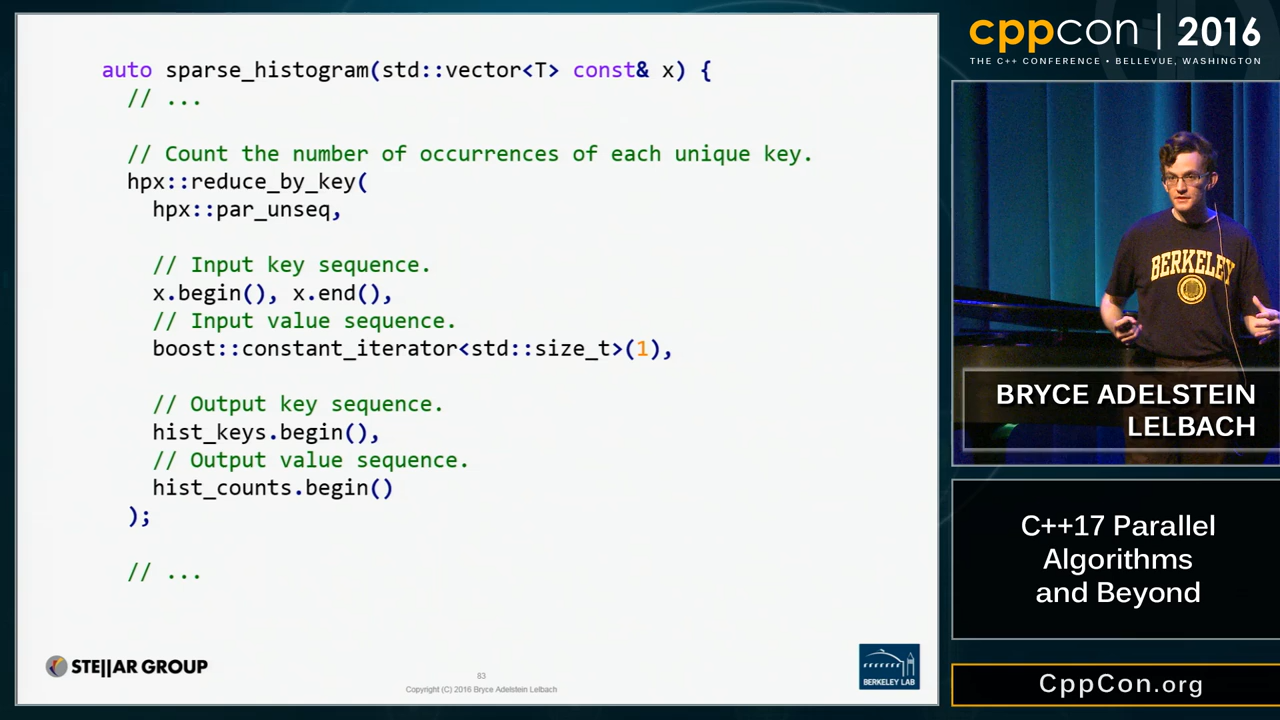 auto sparse_histogram(std::vector<T> const& x) {
// ...
// Count the number of occurrences of each unique key.
hpx::reduce_by_key(
hpx::par_unseq,
// Input key sequence.
x.begin(), x.end(),
// Input value sequence.
boost::constant_iterator<std::size_t>(1),
// Output key sequence.
hist_keys.begin(),
// Output value sequence.
hist_counts.begin()
);
// ...
STE||AR GROUP
83
Copyright (C) 2016 Bryce Adelstein Lelbach
BERKELEY LAB
cppcon | 2016
THE C++ CONFERENCE • BELLEVUE, WASHINGTON
BERKELEY
BRYCE ADELSTEIN
LELBACH
C++17 Parallel
Algorithms
and Beyond
CppCon.org